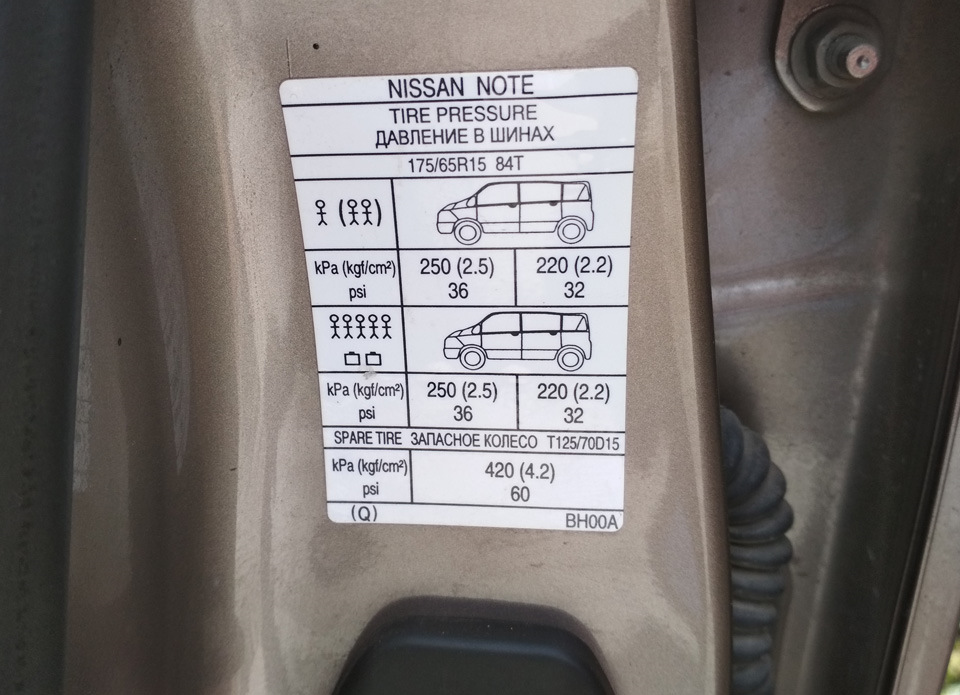 NISSAN NOTE
TIRE PRESSURE
ДАВЛЕНИЕ В ШИНАХ
175/65R15 84T
kPa (kgf/cm²) 250 (2.5) 220 (2.2)
psi 36 32
kPa (kgf/cm²) 250 (2.5) 220 (2.2)
psi 36 32
SPARE TIRE ЗАПАСНОЕ КОЛЕСО T125/70D15
kPa (kgf/cm²) 420 (4.2)
psi 60
(Q) BH00A